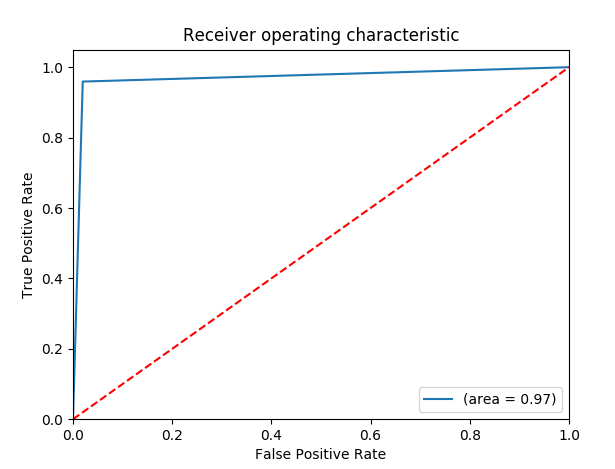 Receiver operating characteristic
True Positive Rate
1.0
0.8
0.6
0.4
0.2
0.0
0.0 0.2 0.4 0.6 0.8 1.0
False Positive Rate
(area = 0.97)